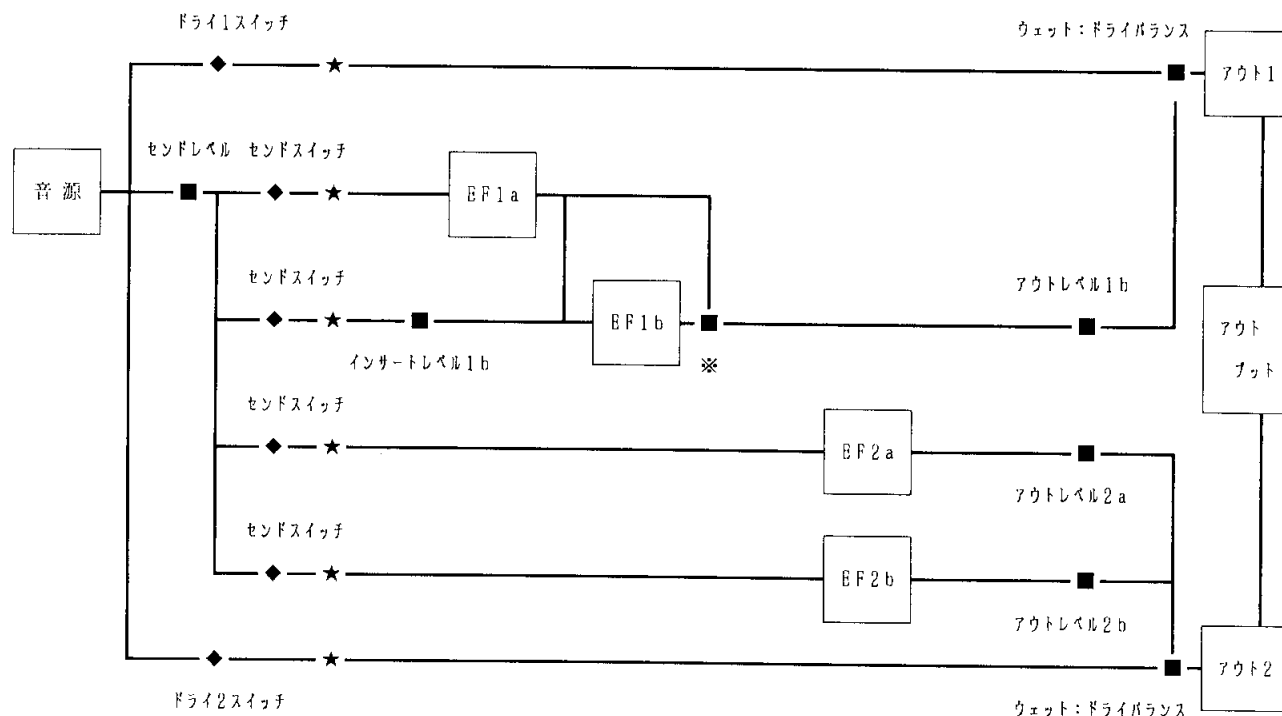 ドライ1スイッチ
ウェット：ドライバランス
アウト1
センドレベル センドスイッチ
音源
EF1a
センドスイッチ
アウトレベル1b
EF1b
アウト
プット
インサートレベル1b
※
センドスイッチ
EF2a
アウトレベル2a
センドスイッチ
EF2b
アウトレベル2b
アウト2
ドライ2スイッチ
ウェット：ドライバランス